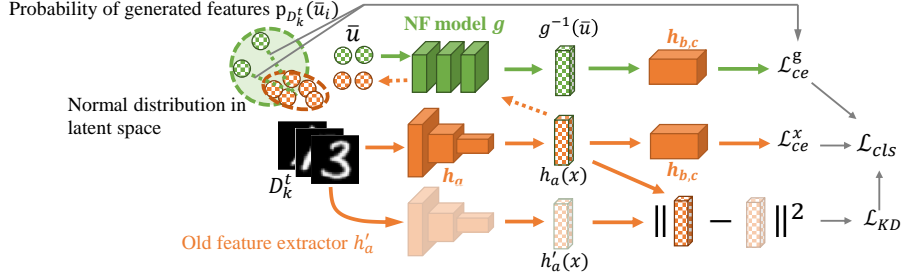 Probability of generated features p_{D_k^t}(ū_i)
NF model g
ū
g⁻¹(ū)
h_{b,c}
ℒ_{ce}^g
Normal distribution in
latent space
3
D_k^t
h_a
h_a(x)
h_{b,c}
ℒ_{ce}^x
ℒ_{cls}
Old feature extractor h'_a
h'_a(x)
‖ − ‖²
ℒ_{KD}